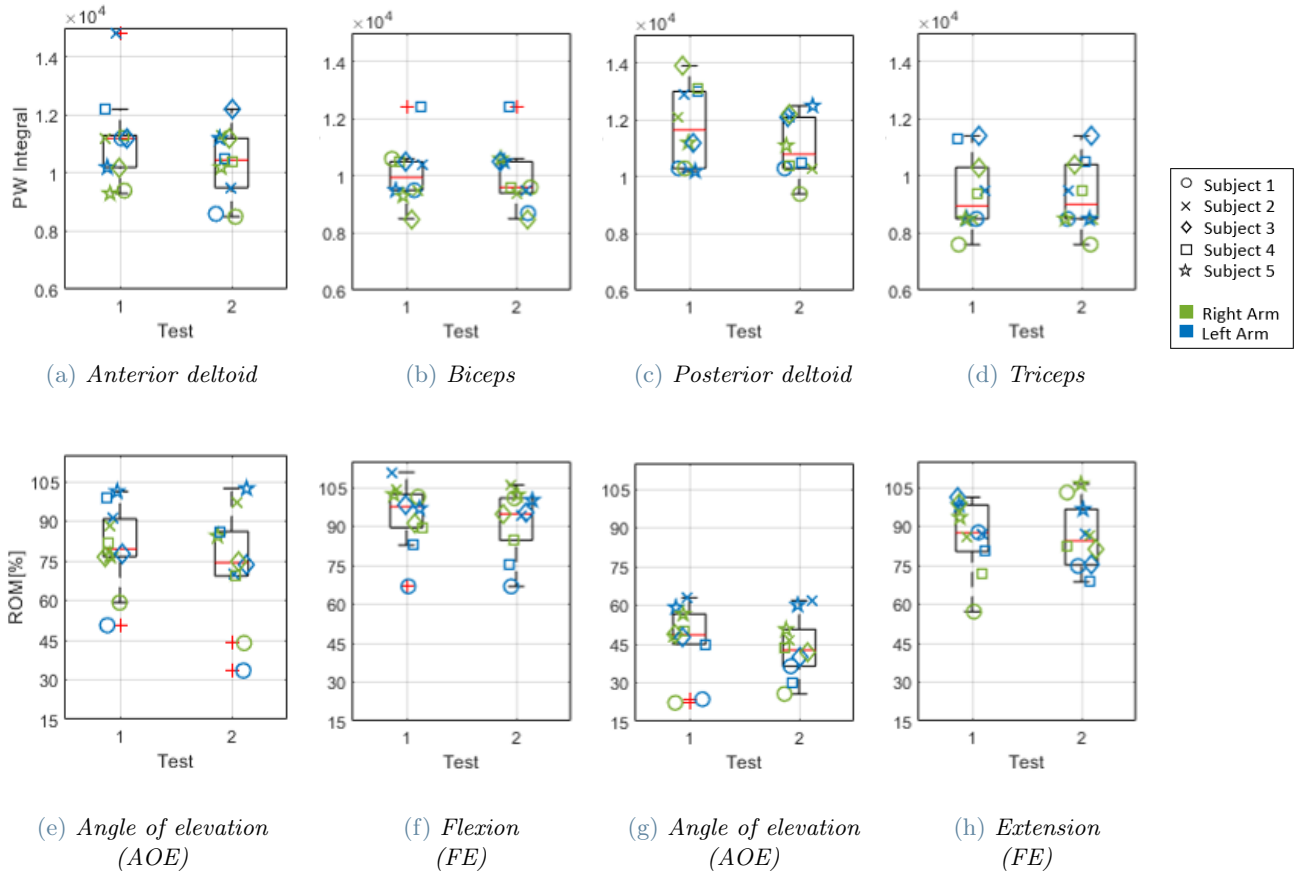 ×10⁴
1.4
1.2
1
0.8
0.6
PW Integral
1
2
Test
(a) Anterior deltoid
×10⁴
1.4
1.2
1
0.8
0.6
1
2
Test
(b) Biceps
×10⁴
1.4
1.2
1
0.8
0.6
1
2
Test
(c) Posterior deltoid
×10⁴
1.4
1.2
1
0.8
0.6
1
2
Test
(d) Triceps
Subject 1
Subject 2
Subject 3
Subject 4
Subject 5
Right Arm
Left Arm
105
90
75
60
45
30
15
ROM[%]
1
2
Test
(e) Angle of elevation
(AOE)
105
90
75
60
45
30
15
1
2
Test
(f) Flexion
(FE)
105
90
75
60
45
30
15
1
2
Test
(g) Angle of elevation
(AOE)
105
90
75
60
45
30
15
1
2
Test
(h) Extension
(FE)